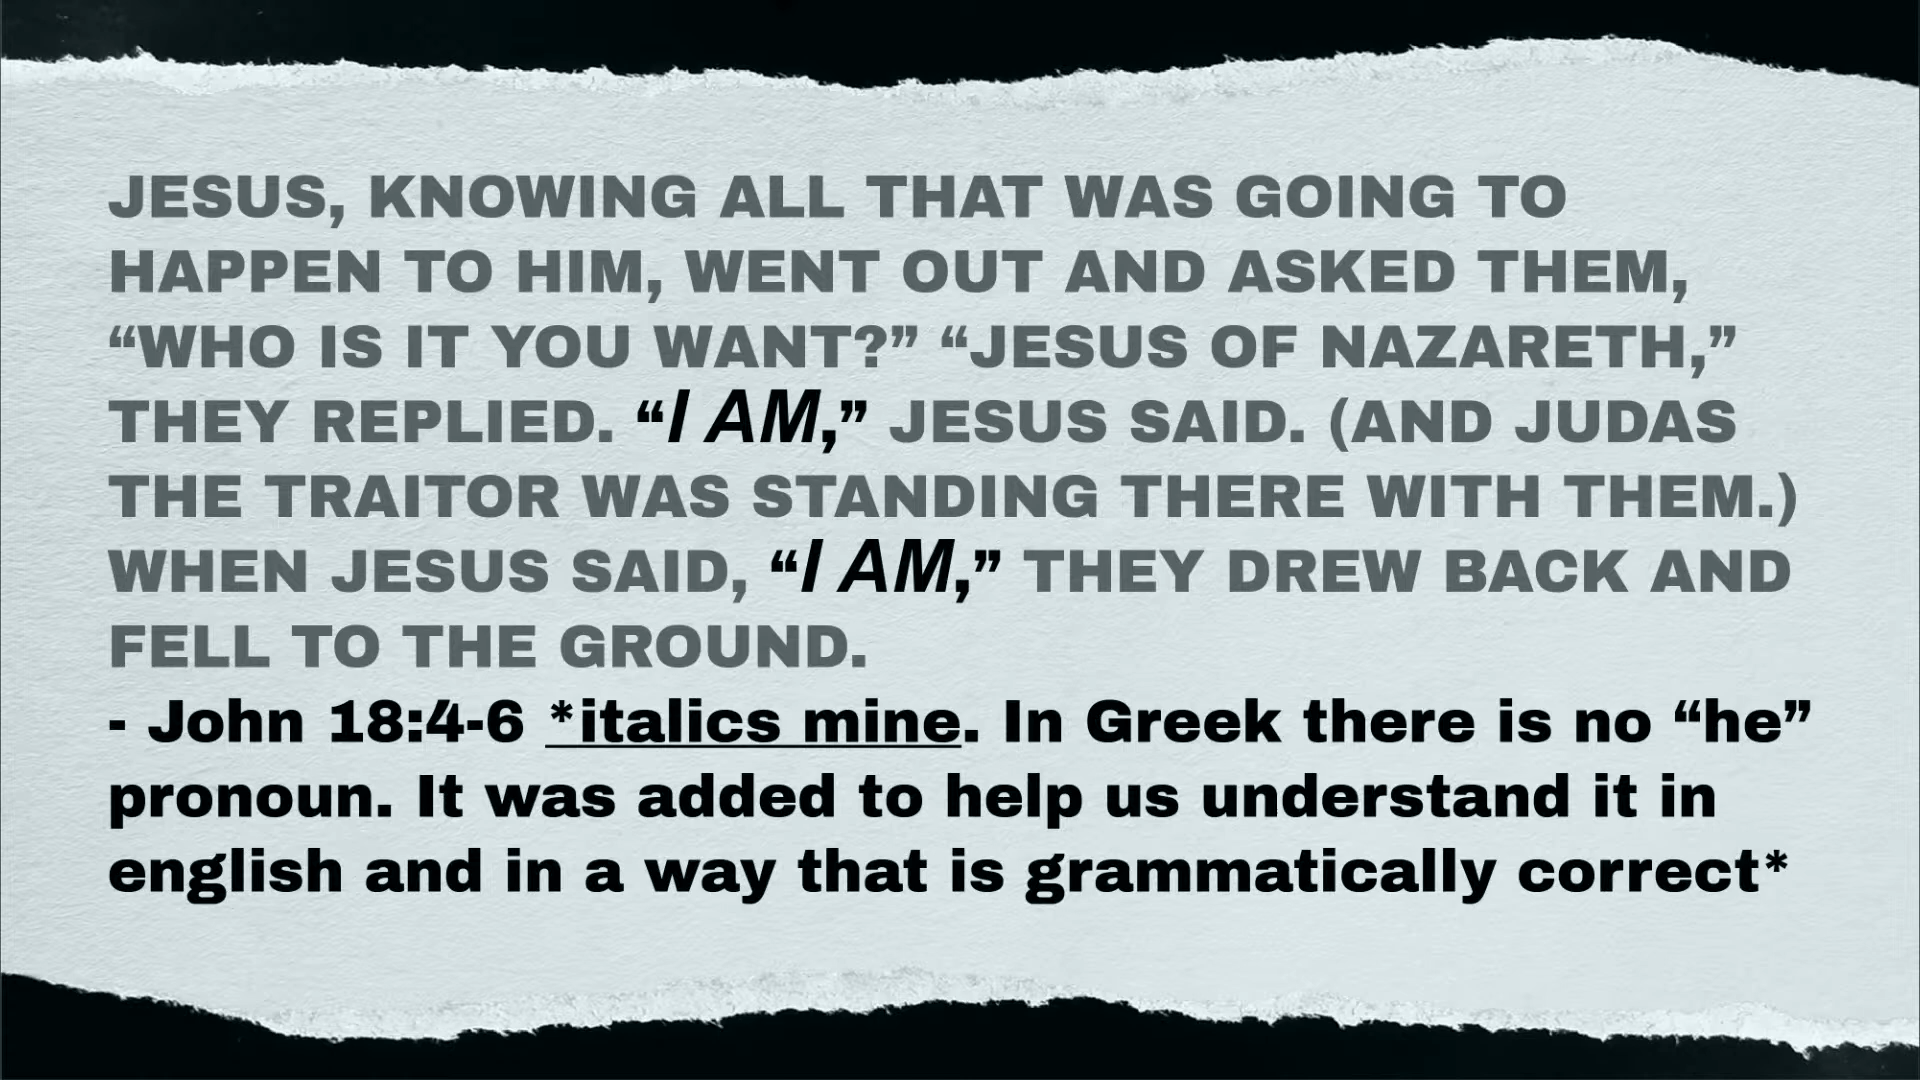 JESUS, KNOWING ALL THAT WAS GOING TO
HAPPEN TO HIM, WENT OUT AND ASKED THEM,
“WHO IS IT YOU WANT?” “JESUS OF NAZARETH,”
THEY REPLIED. “I AM,” JESUS SAID. (AND JUDAS
THE TRAITOR WAS STANDING THERE WITH THEM.)
WHEN JESUS SAID, “I AM,” THEY DREW BACK AND
FELL TO THE GROUND.
- John 18:4-6 *italics mine. In Greek there is no “he”
pronoun. It was added to help us understand it in
english and in a way that is grammatically correct*